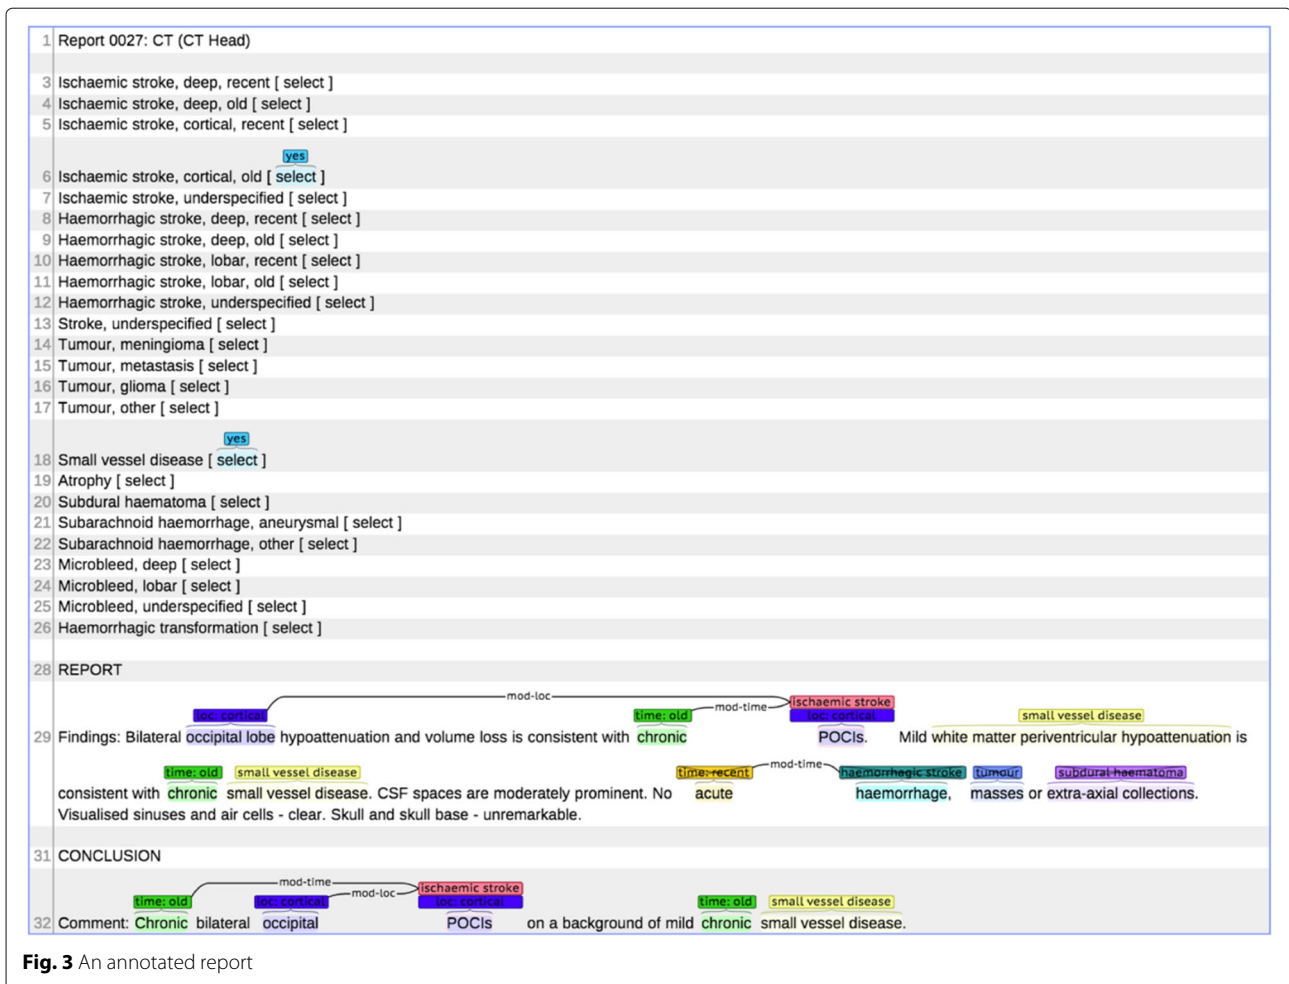 1 Report 0027: CT (CT Head)
3 Ischaemic stroke, deep, recent [ select ]
4 Ischaemic stroke, deep, old [ select ]
5 Ischaemic stroke, cortical, recent [ select ]
yes
6 Ischaemic stroke, cortical, old [ select ]
7 Ischaemic stroke, underspecified [ select ]
8 Haemorrhagic stroke, deep, recent [ select ]
9 Haemorrhagic stroke, deep, old [ select ]
10 Haemorrhagic stroke, lobar, recent [ select ]
11 Haemorrhagic stroke, lobar, old [ select ]
12 Haemorrhagic stroke, underspecified [ select ]
13 Stroke, underspecified [ select ]
14 Tumour, meningioma [ select ]
15 Tumour, metastasis [ select ]
16 Tumour, glioma [ select ]
17 Tumour, other [ select ]
yes
18 Small vessel disease [ select ]
19 Atrophy [ select ]
20 Subdural haematoma [ select ]
21 Subarachnoid haemorrhage, aneurysmal [ select ]
22 Subarachnoid haemorrhage, other [ select ]
23 Microbleed, deep [ select ]
24 Microbleed, lobar [ select ]
25 Microbleed, underspecified [ select ]
26 Haemorrhagic transformation [ select ]
28 REPORT
mod-loc ischaemic stroke
mod-time
loc: cortical time: old loc: cortical small vessel disease
29 Findings: Bilateral occipital lobe hypoattenuation and volume loss is consistent with chronic POCIs. Mild white matter periventricular hypoattenuation is
mod-time
time: old small vessel disease time: recent haemorrhagic stroke tumour subdural haematoma
consistent with chronic small vessel disease. CSF spaces are moderately prominent. No acute haemorrhage, masses or extra-axial collections.
Visualised sinuses and air cells - clear. Skull and skull base - unremarkable.
31 CONCLUSION
mod-time ischaemic stroke
mod-loc
time: old loc: cortical loc: cortical time: old small vessel disease
32 Comment: Chronic bilateral occipital POCIs on a background of mild chronic small vessel disease.
Fig. 3 An annotated report